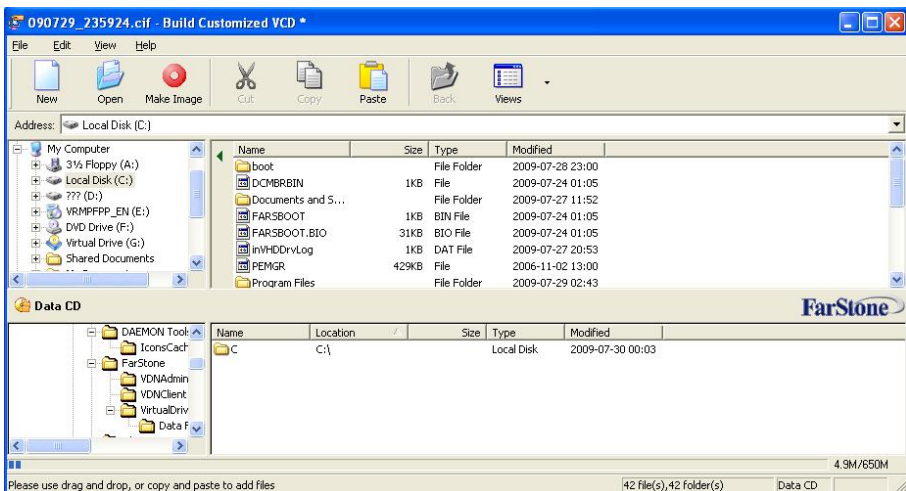 090729_235924.cif - Build Customized VCD *
File Edit View Help
New Open Make Image Cut Copy Paste Back Views
Address: Local Disk (C:)
My Computer
3½ Floppy (A:)
Local Disk (C:)
??? (D:)
VRMPFPP_EN (E:)
DVD Drive (F:)
Virtual Drive (G:)
Shared Documents
Name Size Type Modified
boot File Folder 2009-07-28 23:00
DCMBRBIN 1KB File 2009-07-24 01:05
Documents and S... File Folder 2009-07-27 11:52
FARSBOOT 1KB BIN File 2009-07-24 01:05
FARSBOOT.BIO 31KB BIO File 2009-07-24 01:05
inVHDDrvLog 1KB DAT File 2009-07-27 20:53
PEMGR 429KB File 2006-11-02 13:00
Program Files File Folder 2009-07-29 02:43
Data CD FarStone
DAEMON Tools
IconsCach
FarStone
VDNAdmin
VDNClient
VirtualDriv
Data F
Name Location Size Type Modified
C C:\ Local Disk 2009-07-30 00:03
4.9M/650M
Please use drag and drop, or copy and paste to add files 42 file(s),42 folder(s) Data CD